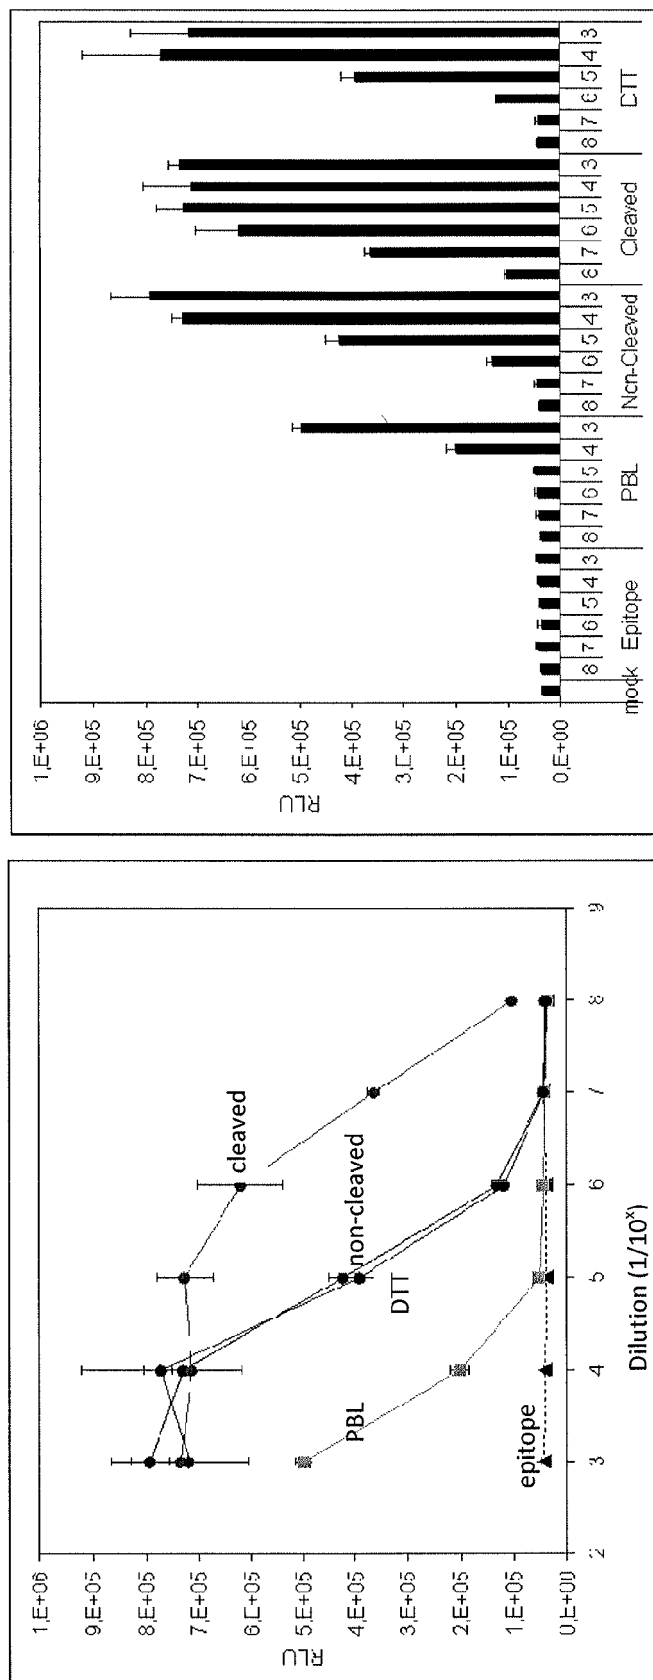 1,E+06
9,E+05
8,E+05
7,E+05
6,E+05
5,E+05
4,E+05
3,E+05
2,E+05
1,E+05
0,E+00
RLU
cleaved
non-cleaved
DTT
PBL
epitope
2 3 4 5 6 7 8 9
Dilution (1/10ˣ)
1,E+06
9,E+05
8,E+05
7,E+05
6,E+05
5,E+05
4,E+05
3,E+05
2,E+05
1,E+05
0,E+00
RLU
8 7 6 5 4 3 8 7 6 5 4 3 8 7 6 5 4 3 6 7 6 5 4 3 8 7 6 5 4 3
mock Epitope PBL Ncn-Cleaved Cleaved DTT